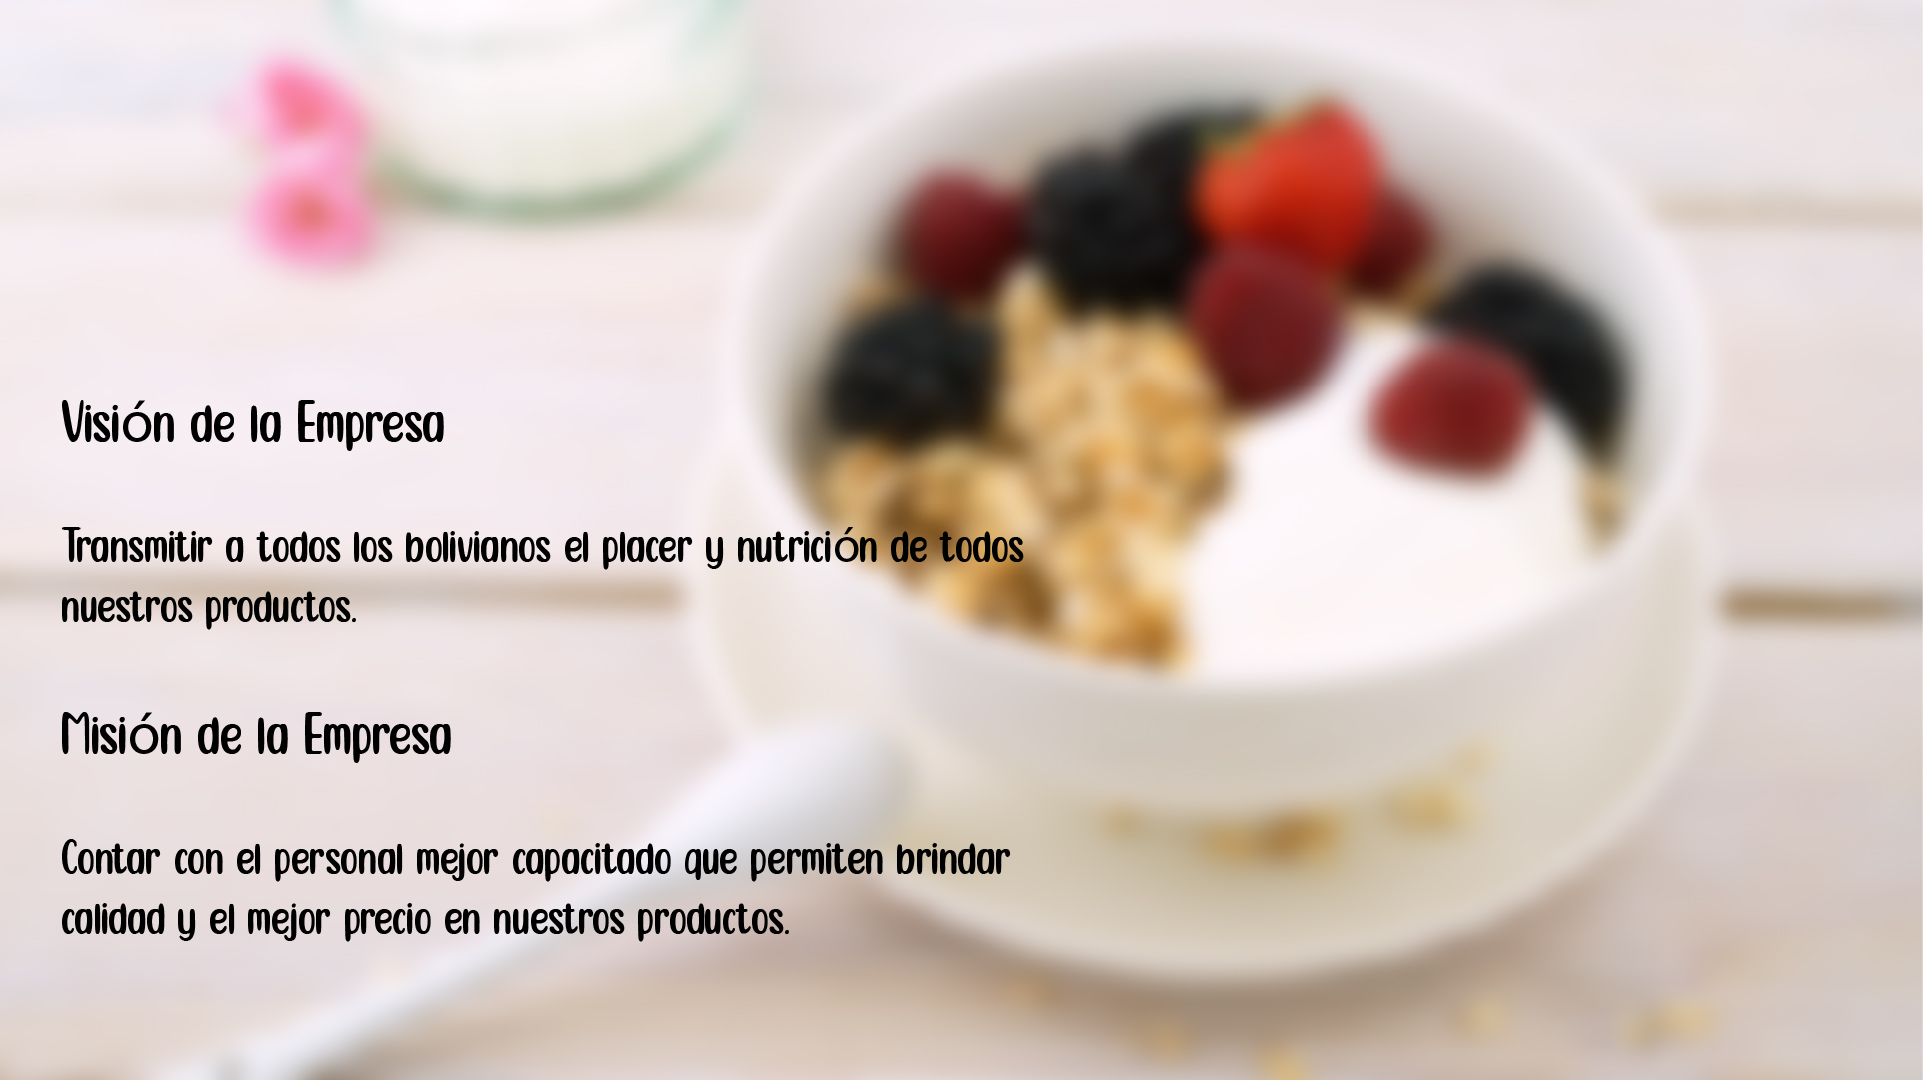 Visión de la Empresa
Transmitir a todos los bolivianos el placer y nutrición de todos
nuestros productos.
Misión de la Empresa
Contar con el personal mejor capacitado que permiten brindar
calidad y el mejor precio en nuestros productos.